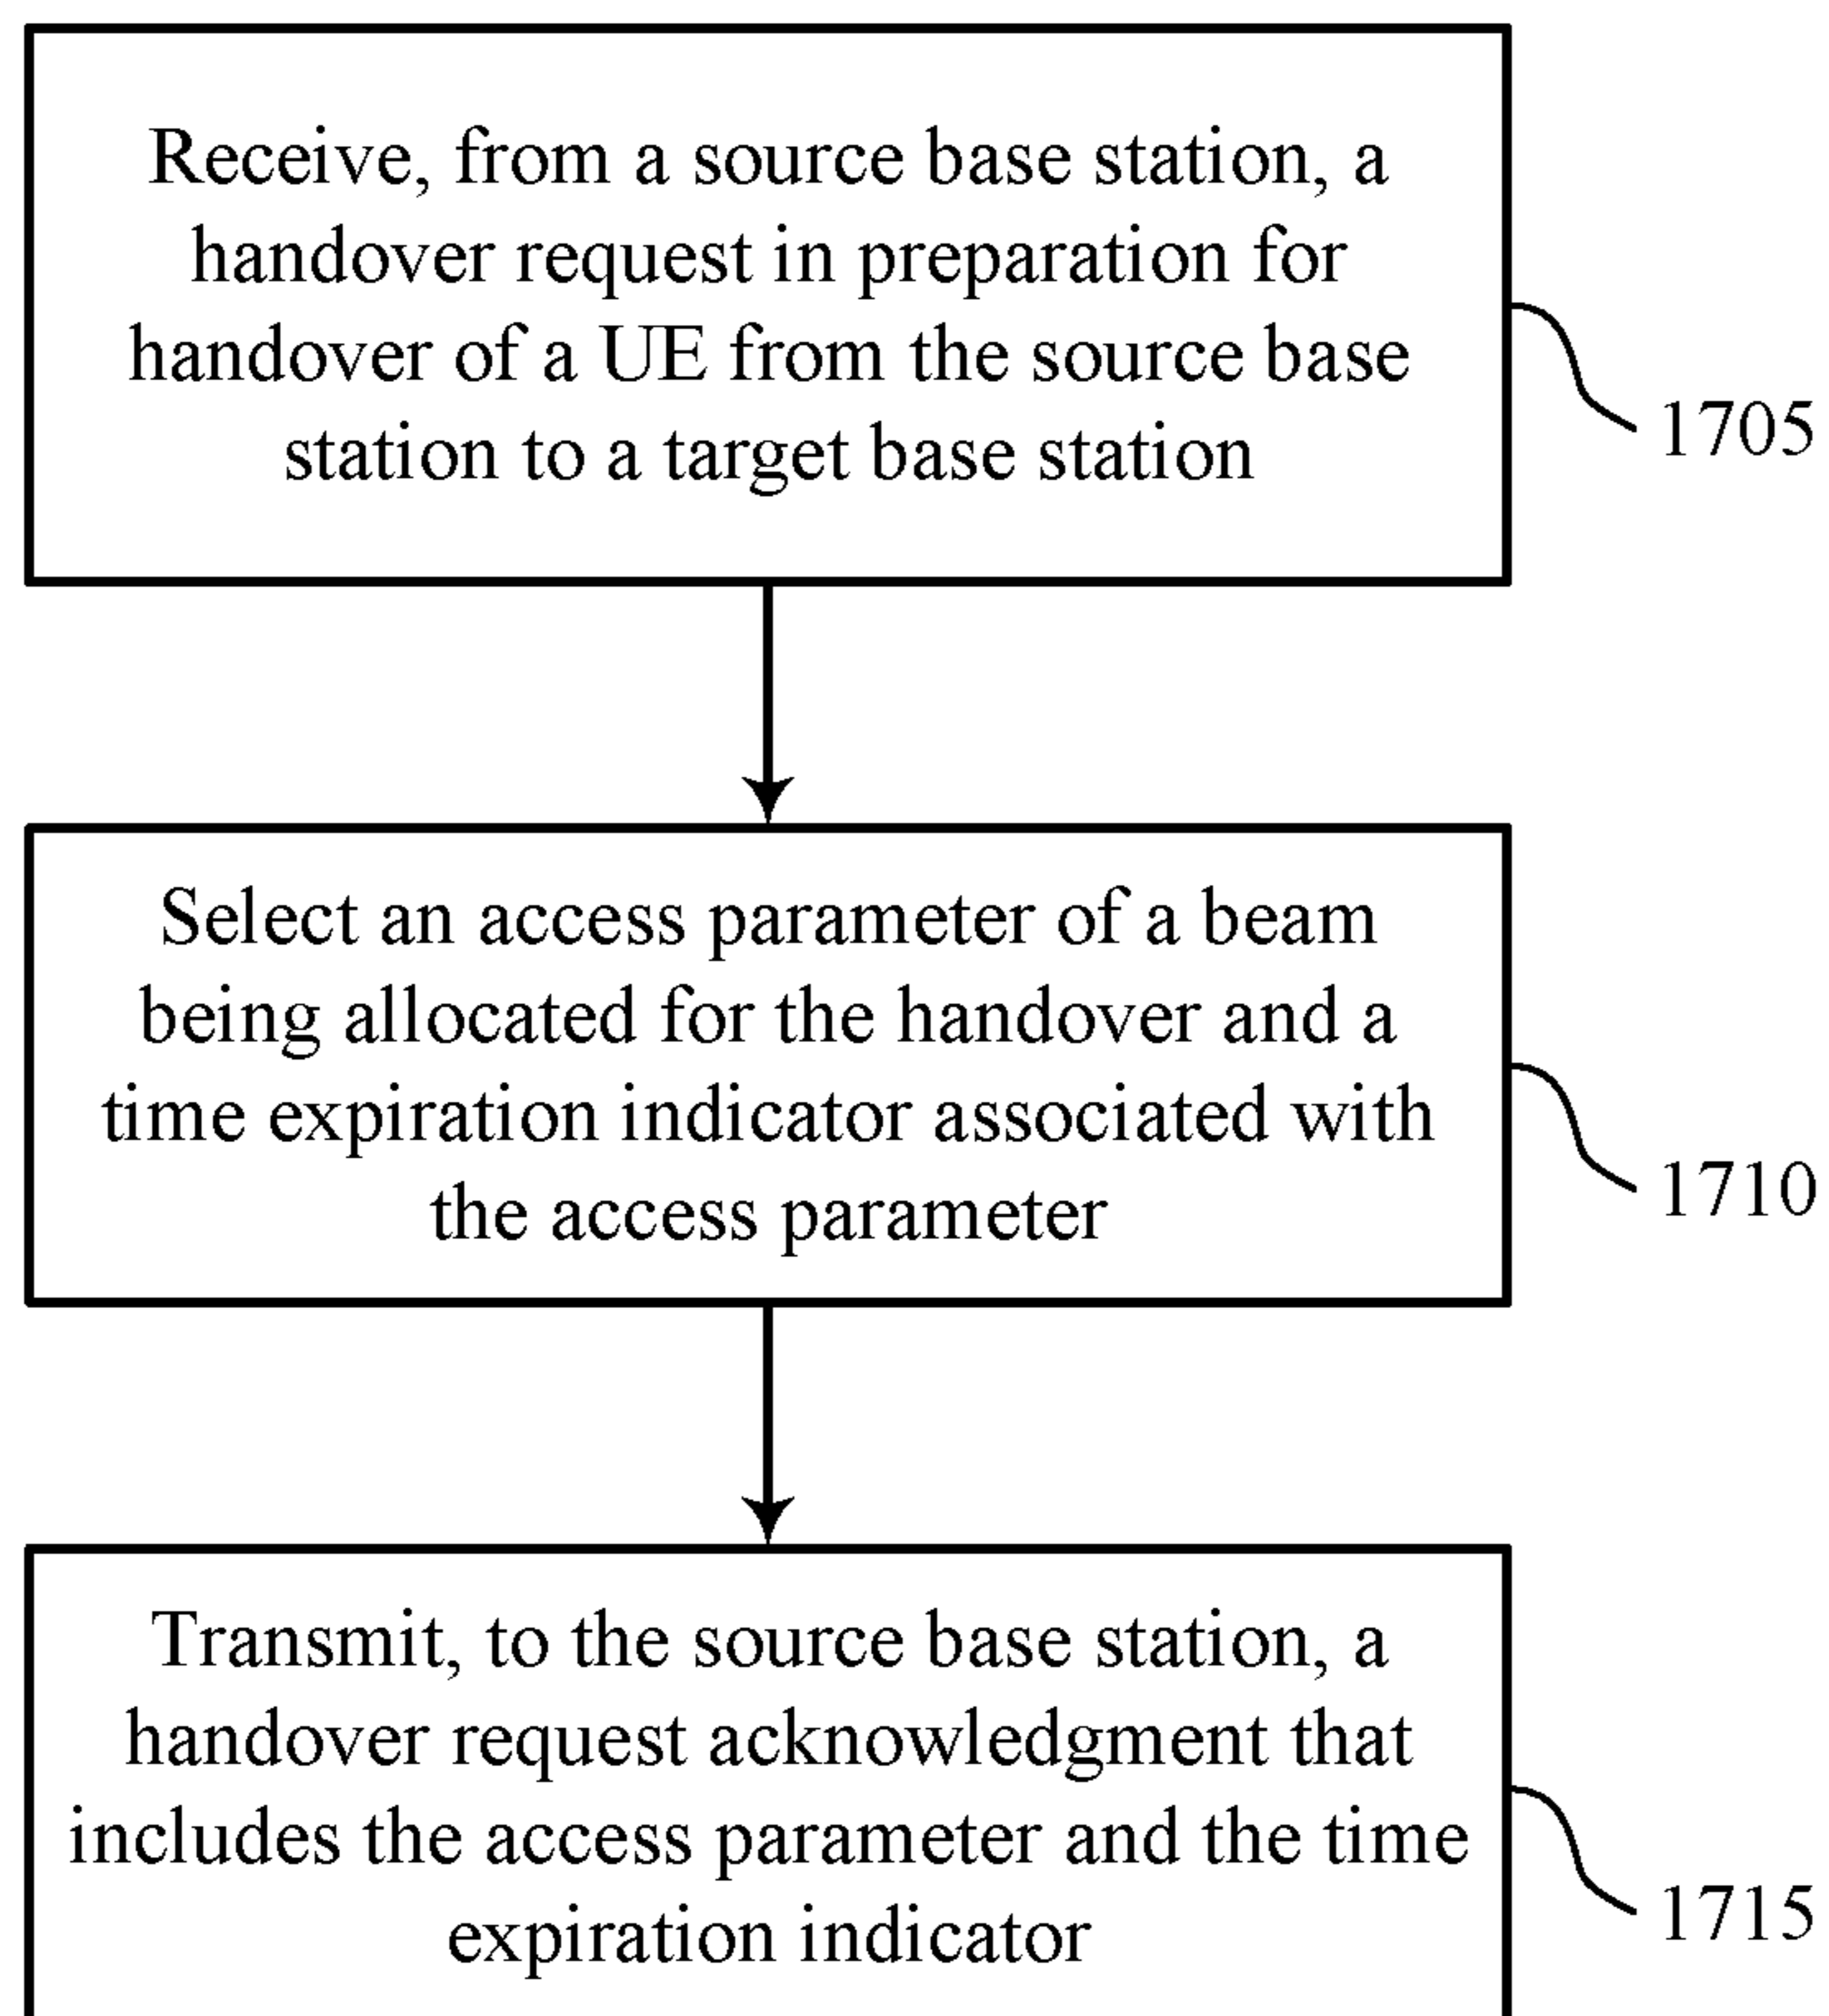 Receive, from a source base station, a
handover request in preparation for
handover of a UE from the source base
station to a target base station
1705
Select an access parameter of a beam
being allocated for the handover and a
time expiration indicator associated with
the access parameter
1710
Transmit, to the source base station, a
handover request acknowledgment that
includes the access parameter and the time
expiration indicator
1715